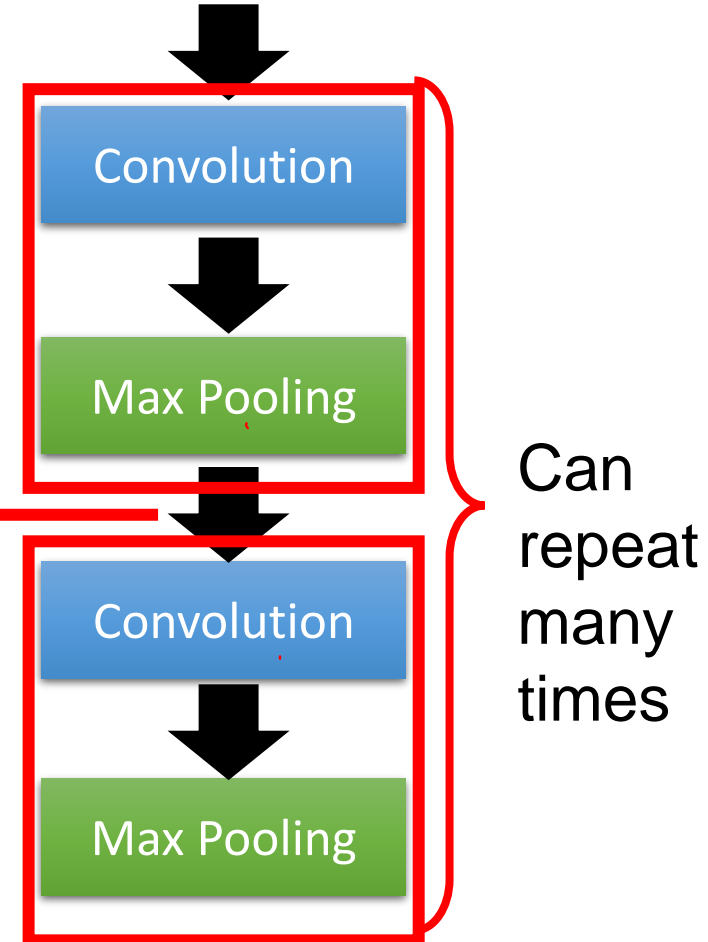 Convolution
Max Pooling
Can
repeat
many
times
Convolution
Max Pooling